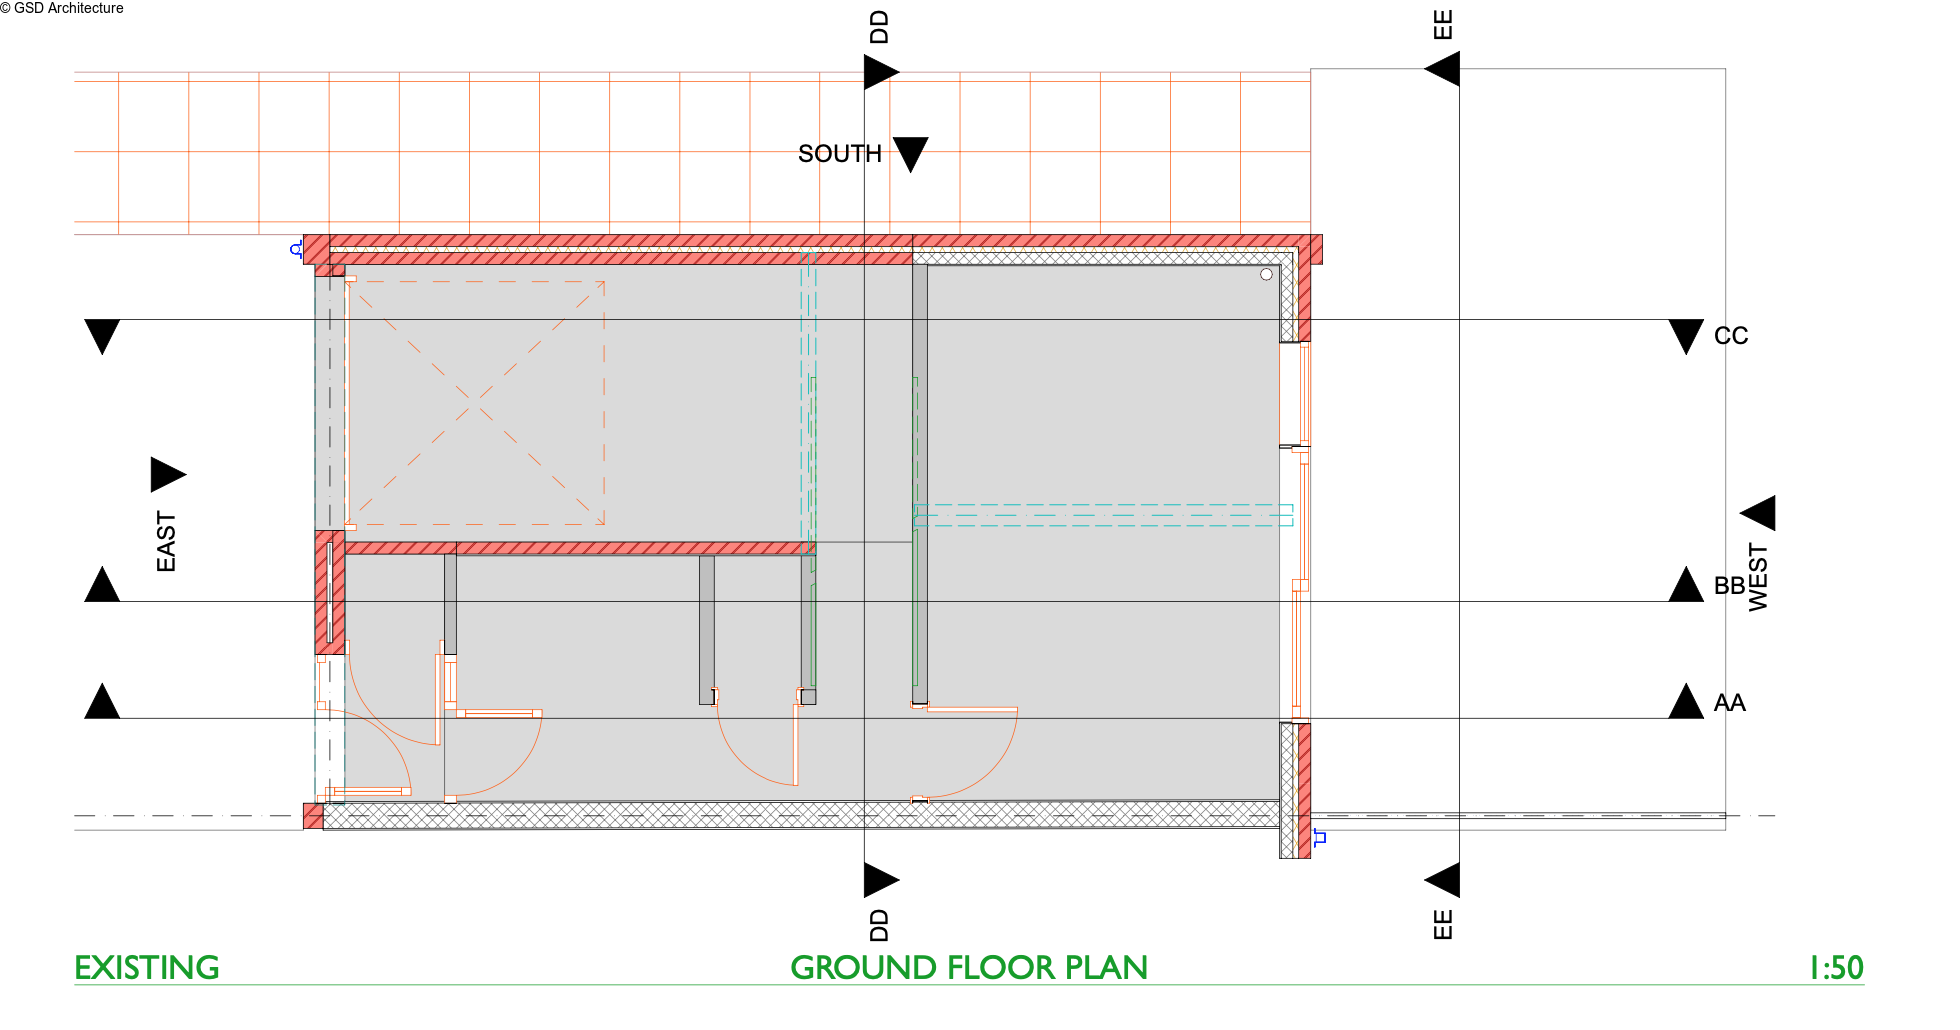 © GSD Architecture
DD
EE
SOUTH
CC
EAST
WEST
BB
AA
DD
EE
EXISTING
GROUND FLOOR PLAN
1:50